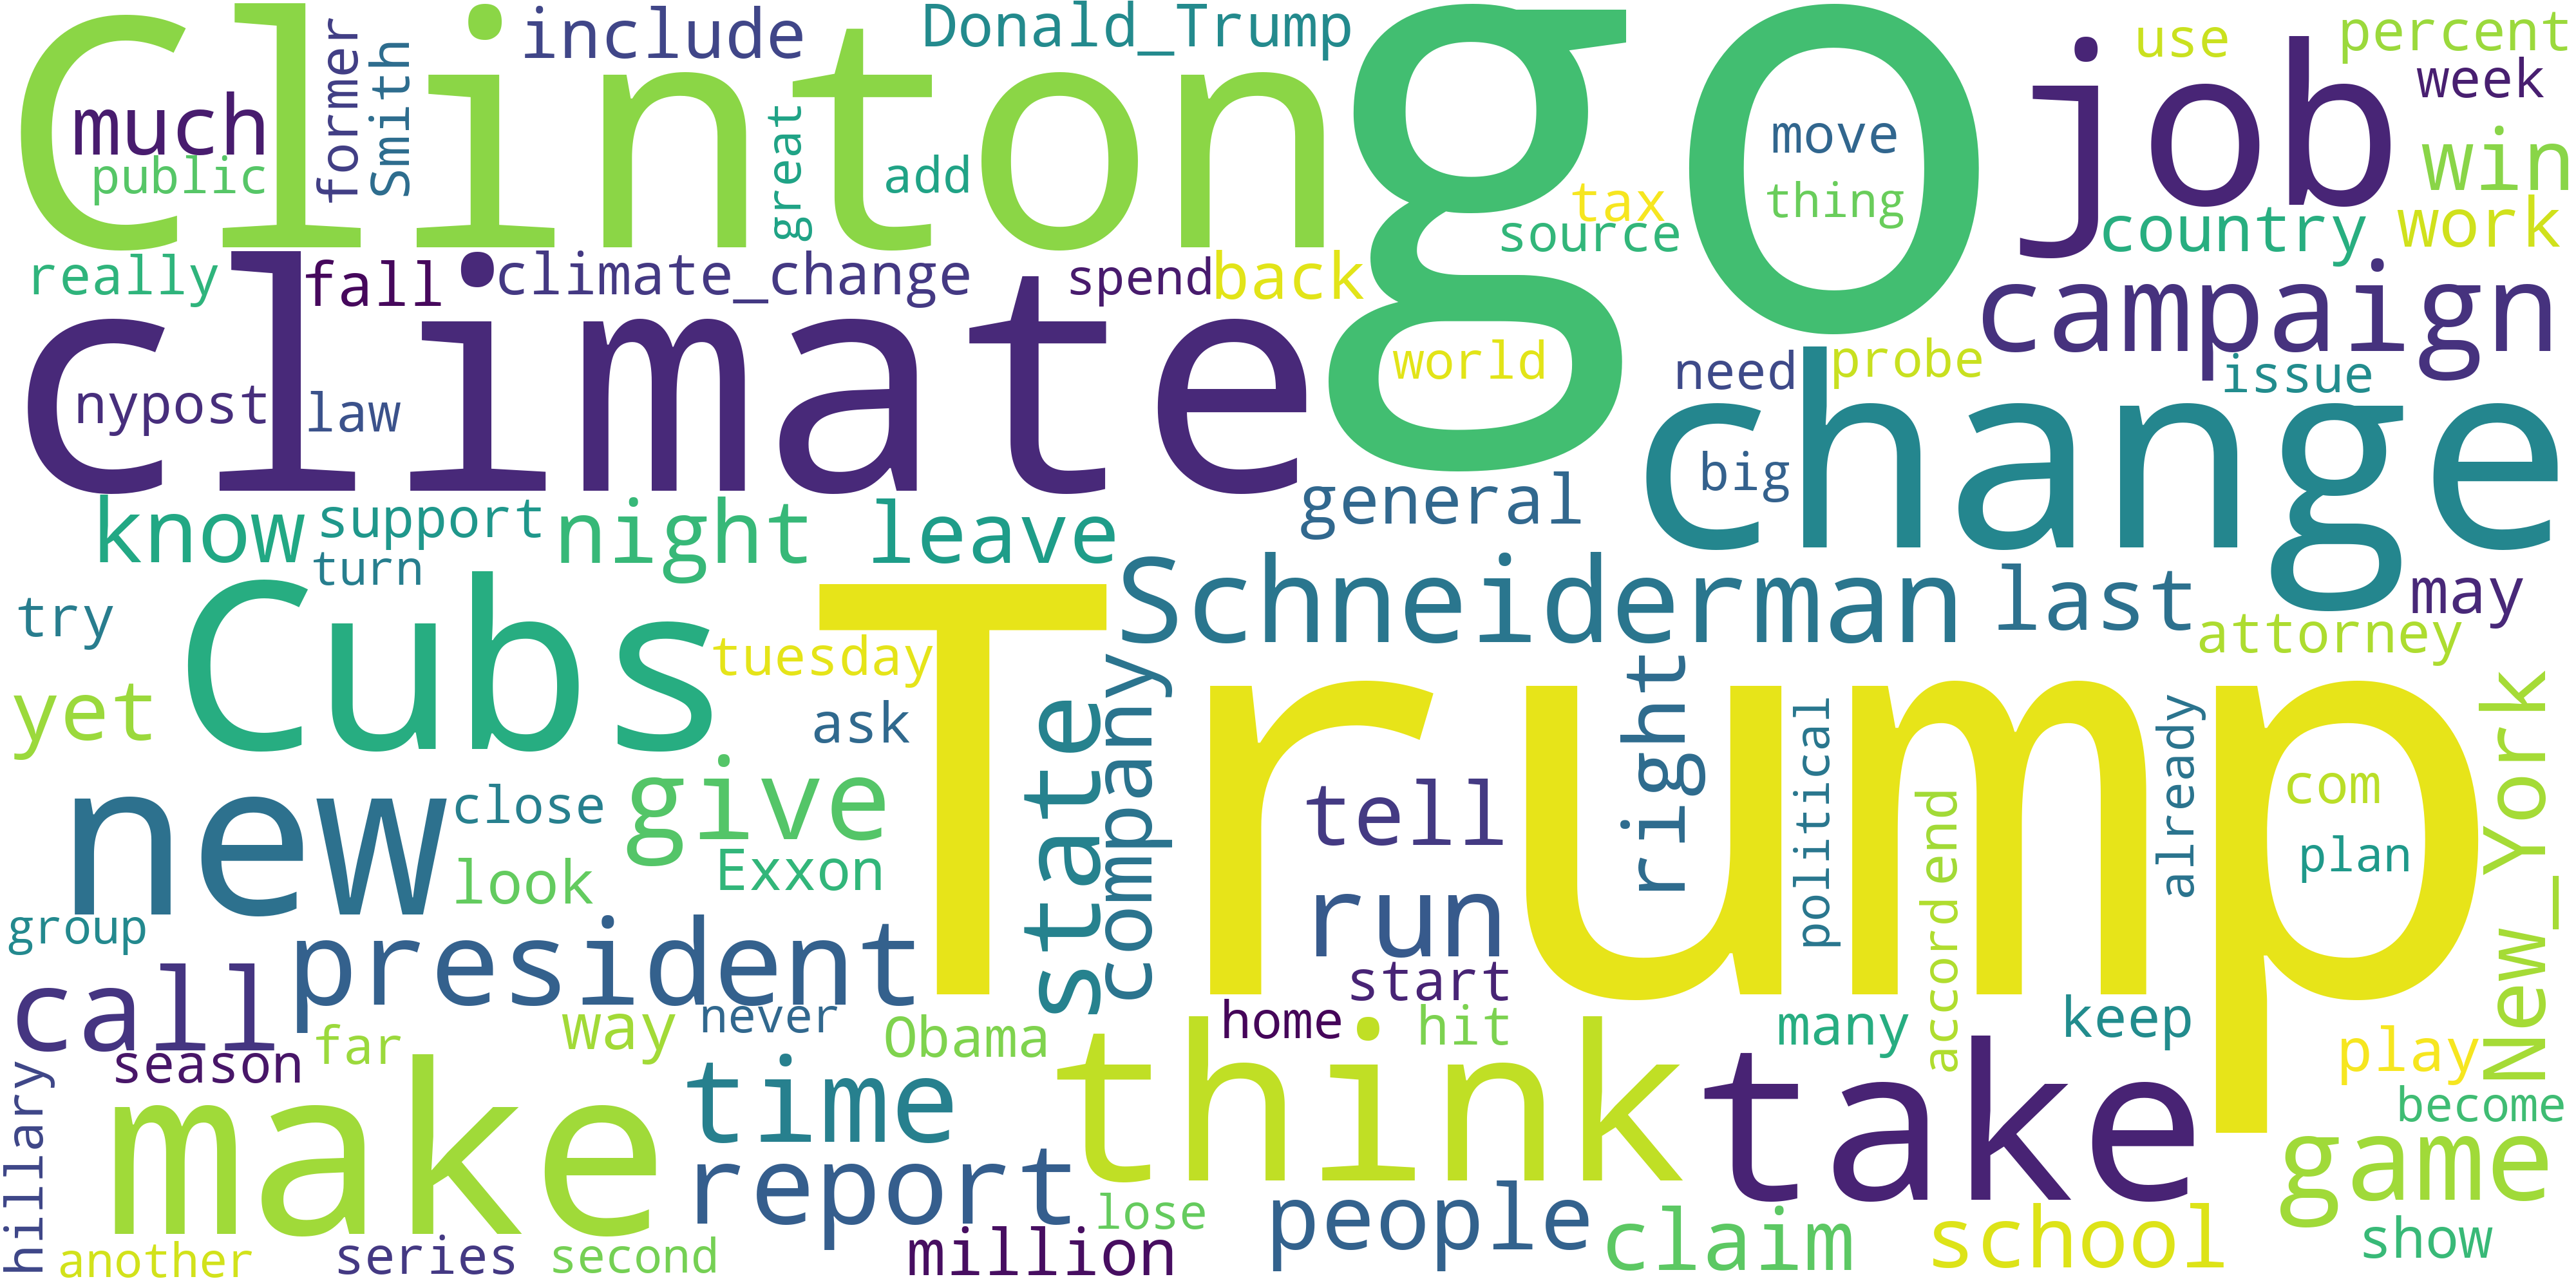 Clinton
go
job
include
Donald_Trump
use
percent
week
much
former
Smith
public
great
add
move
thing
tax
source
win
country
work
really
fall
climate_change
spend
back
climate
world
campaign
need
probe
issue
change
nypost
law
big
general
know
support
night
leave
turn
Schneiderman
last
may
attorney
try
Cubs
Trump
tuesday
yet
ask
state
company
right
political
already
New_York
new
close
give
tell
com
plan
look
Exxon
run
accord
end
group
president
call
start
way
never
home
hit
many
keep
far
Obama
season
play
hillary
make
time
think
take
become
report
game
lose
people
claim
school
show
another
series
second
million